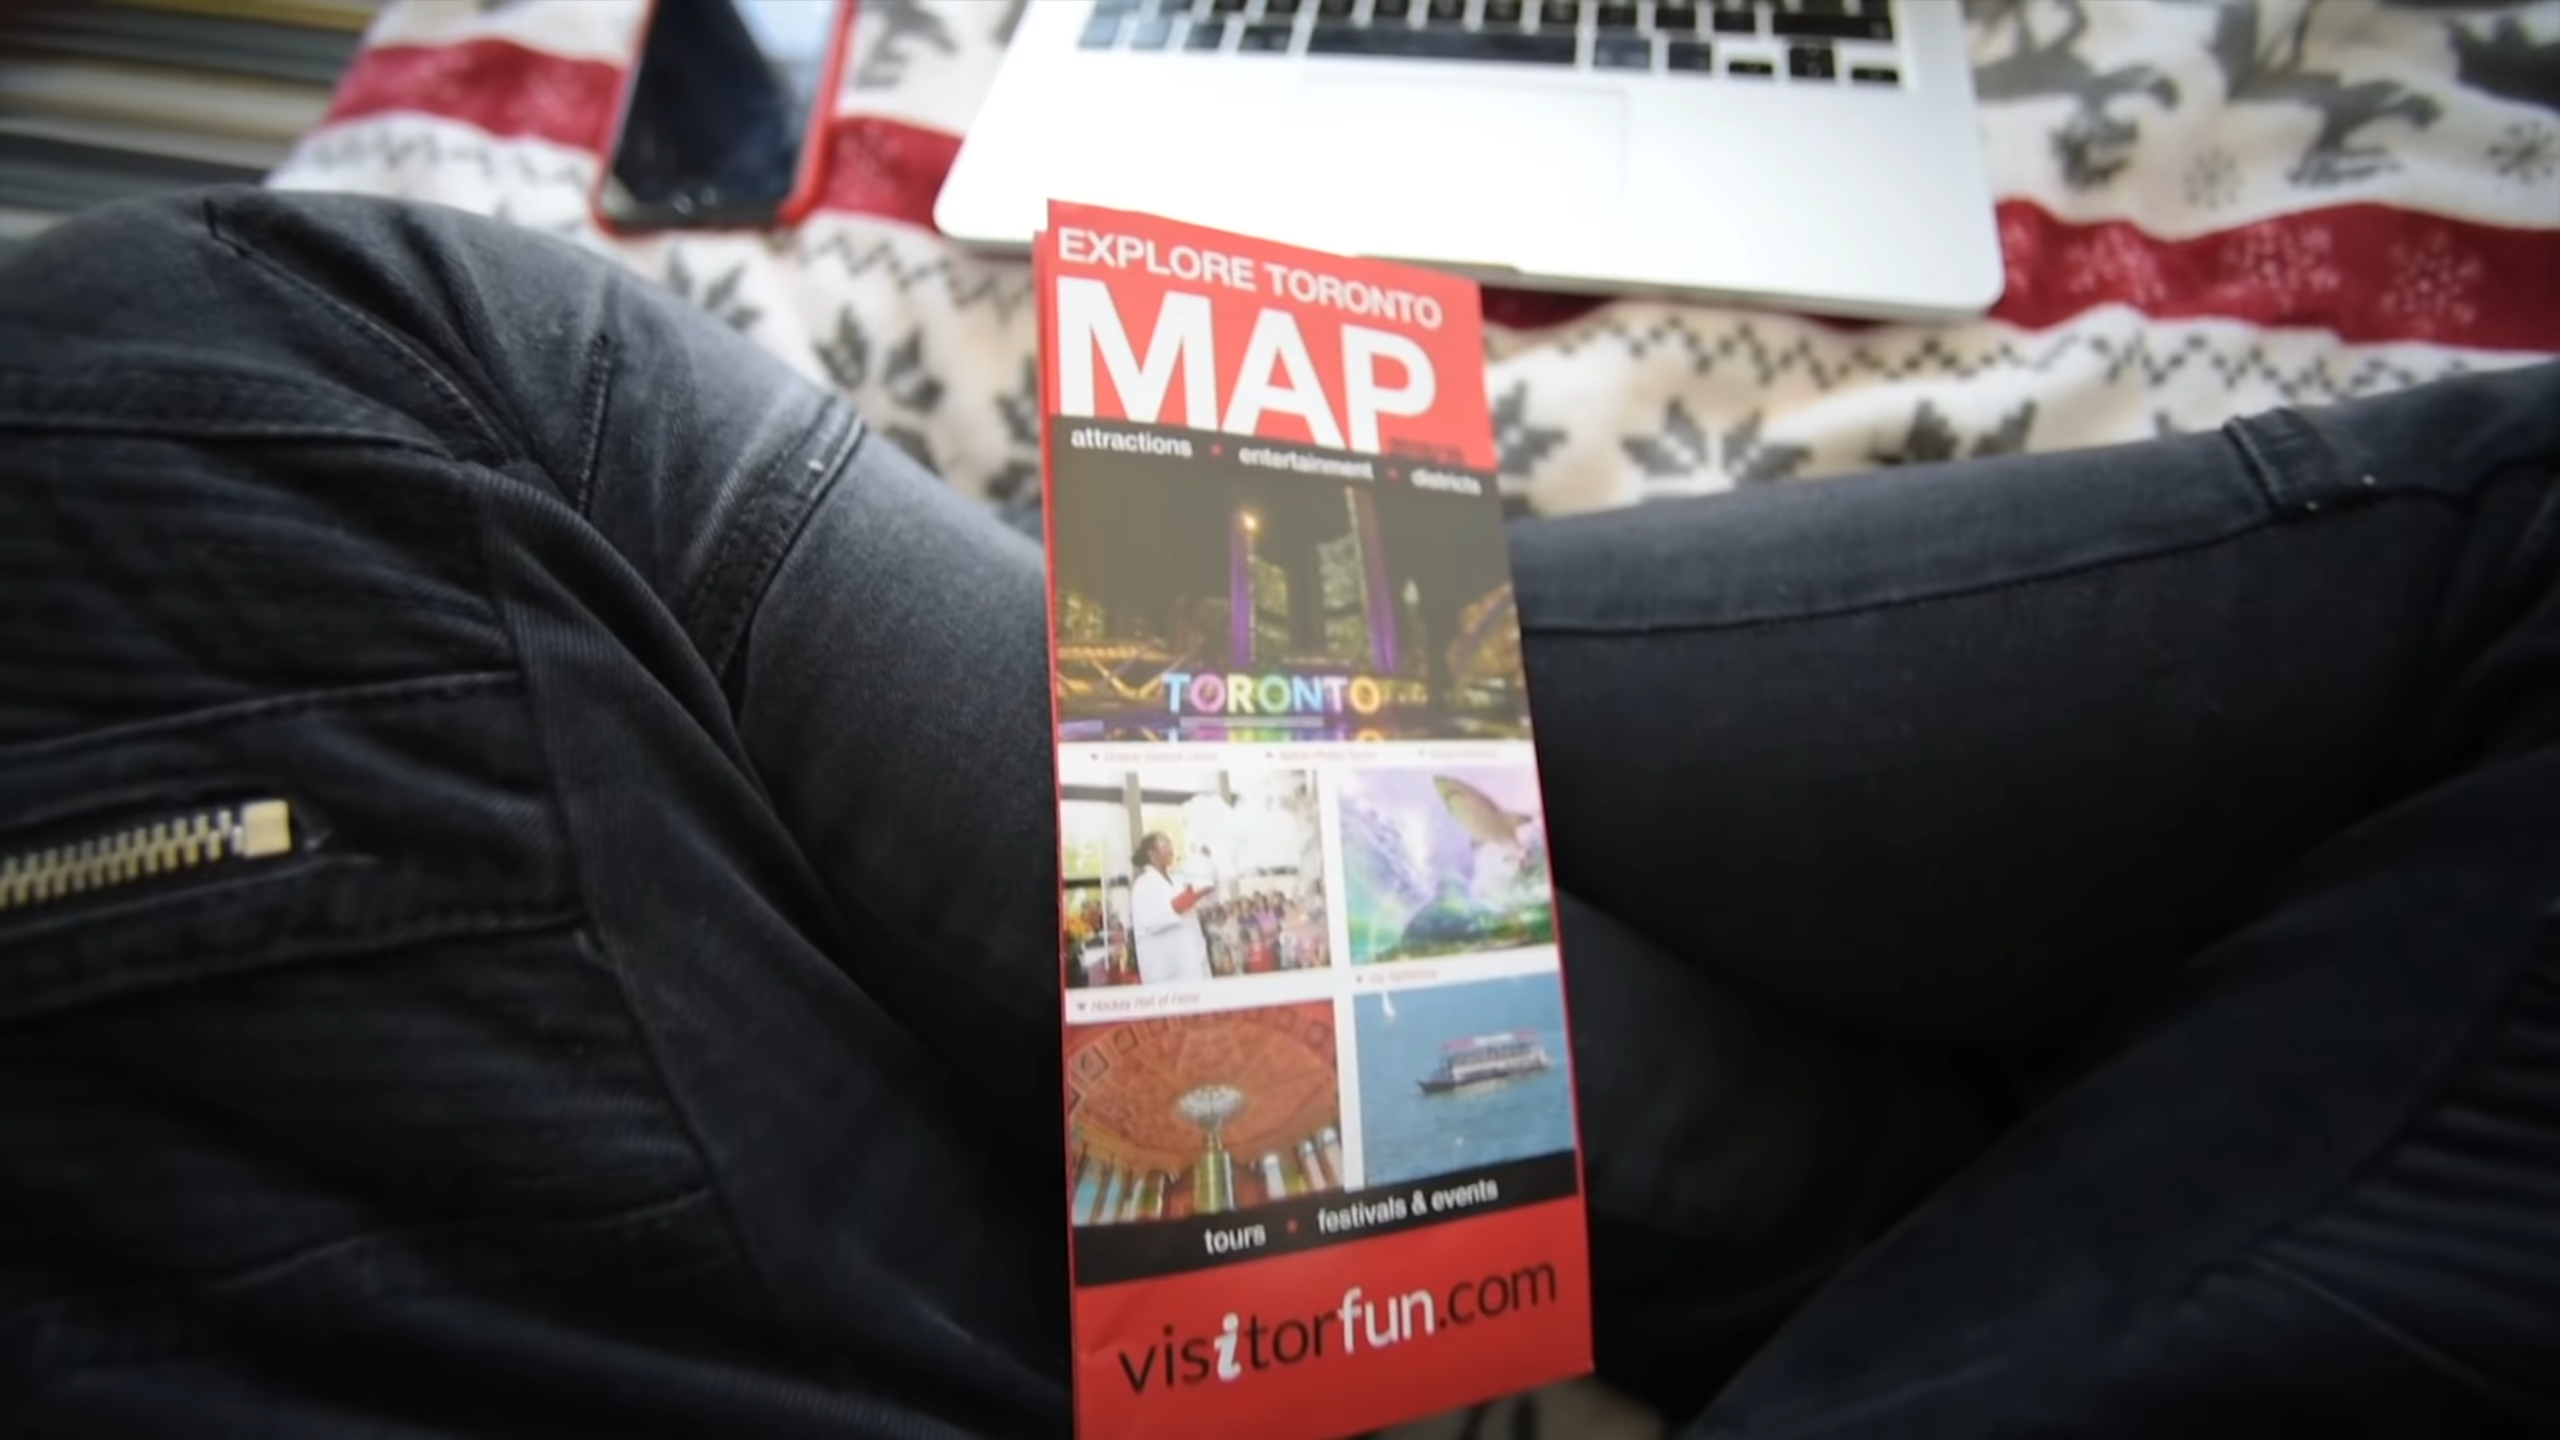 EXPLORE TORONTO
MAP
attractions • entertainment • districts
TORONTO
Hockey Hall of Fame
tours • festivals & events
visitorfun.com